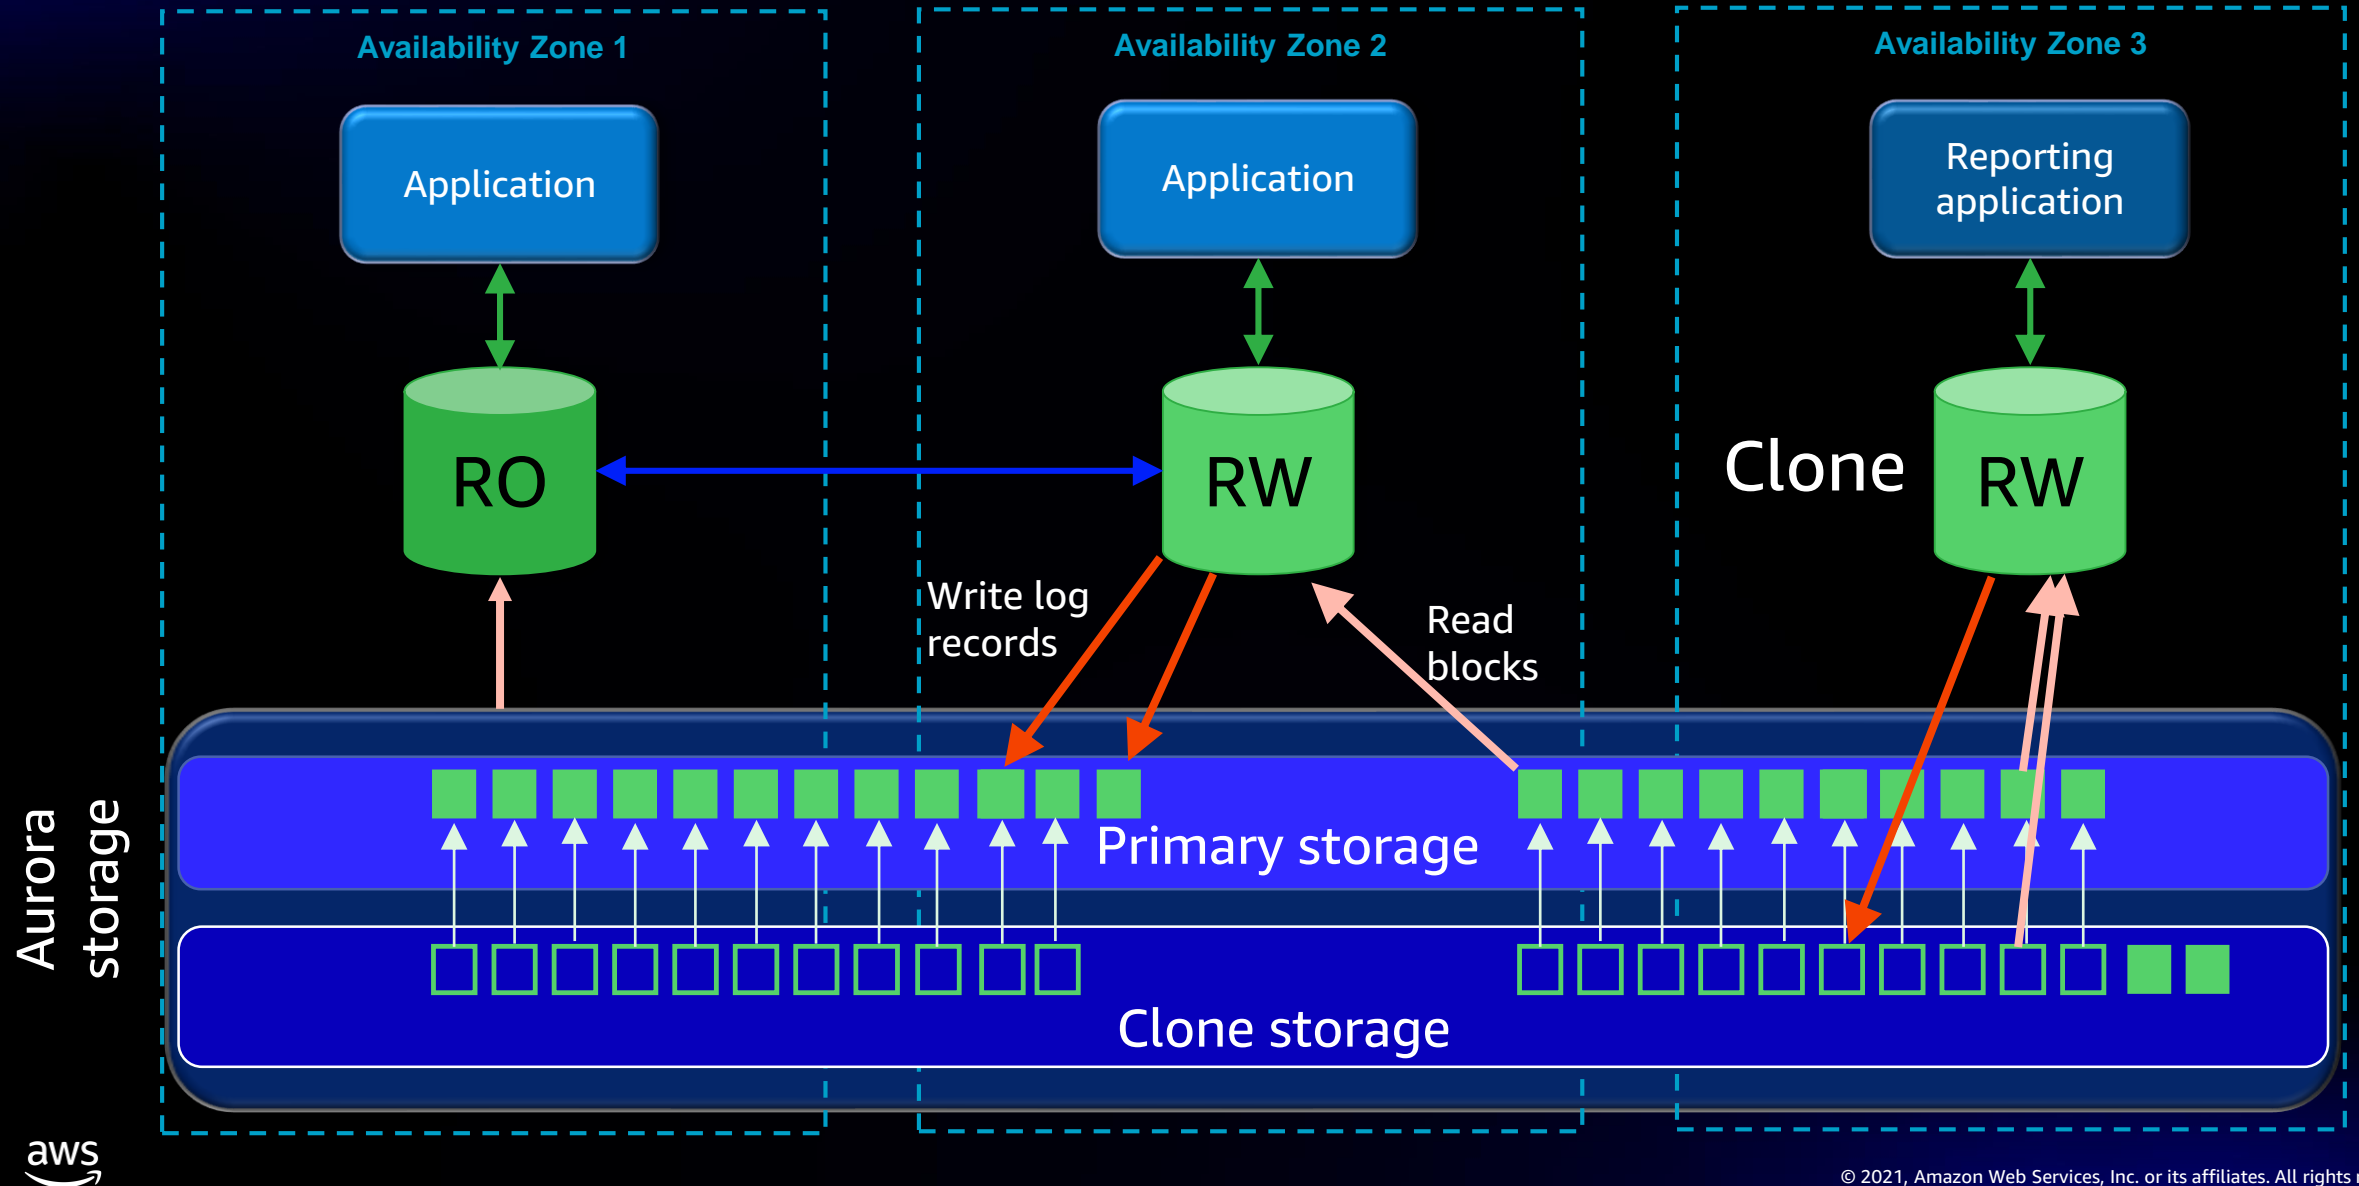 Availability Zone 1
Availability Zone 2
Availability Zone 3
Application
Application
Reporting
application
RO
RW
Clone
RW
Write log
records
Read
blocks
Aurora
storage
Primary storage
Clone storage
aws
© 2021, Amazon Web Services, Inc. or its affiliates. All rights